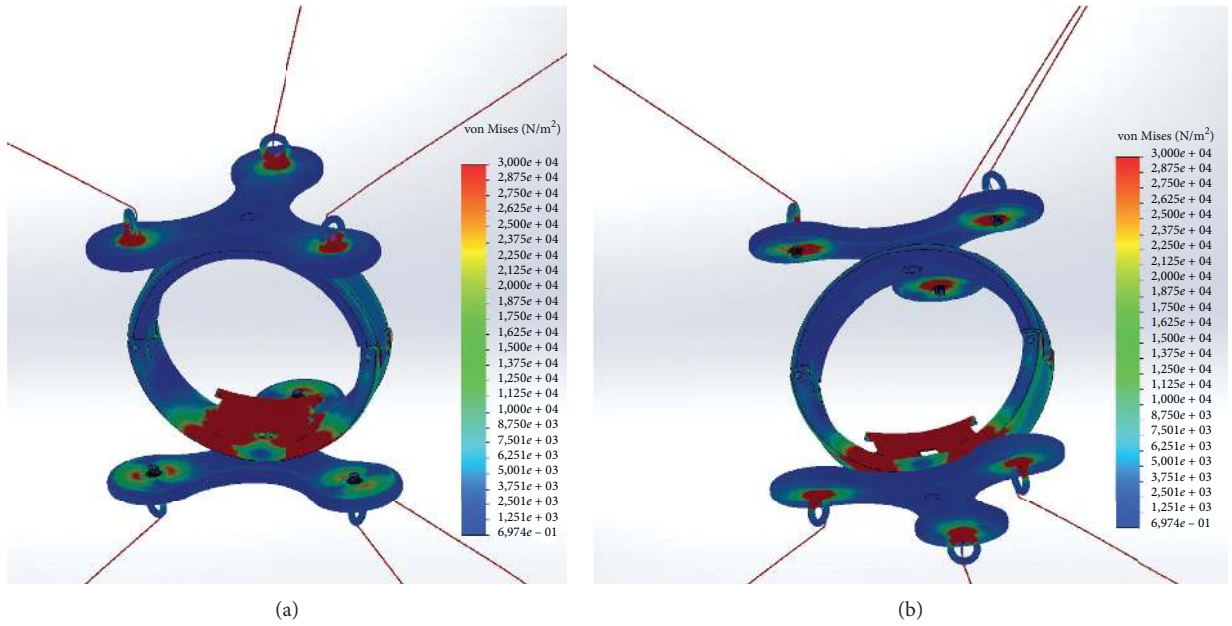 von Mises (N/m²)
3,000e + 04
2,875e + 04
2,750e + 04
2,625e + 04
2,500e + 04
2,375e + 04
2,250e + 04
2,125e + 04
2,000e + 04
1,875e + 04
1,750e + 04
1,625e + 04
1,500e + 04
1,375e + 04
1,250e + 04
1,125e + 04
1,000e + 04
8,750e + 03
7,501e + 03
6,251e + 03
5,001e + 03
3,751e + 03
2,501e + 03
1,251e + 03
6,974e – 01
(a)
von Mises (N/m²)
3,000e + 04
2,875e + 04
2,750e + 04
2,625e + 04
2,500e + 04
2,375e + 04
2,250e + 04
2,125e + 04
2,000e + 04
1,875e + 04
1,750e + 04
1,625e + 04
1,500e + 04
1,375e + 04
1,250e + 04
1,125e + 04
1,000e + 04
8,750e + 03
7,501e + 03
6,251e + 03
5,001e + 03
3,751e + 03
2,501e + 03
1,251e + 03
6,974e – 01
(b)